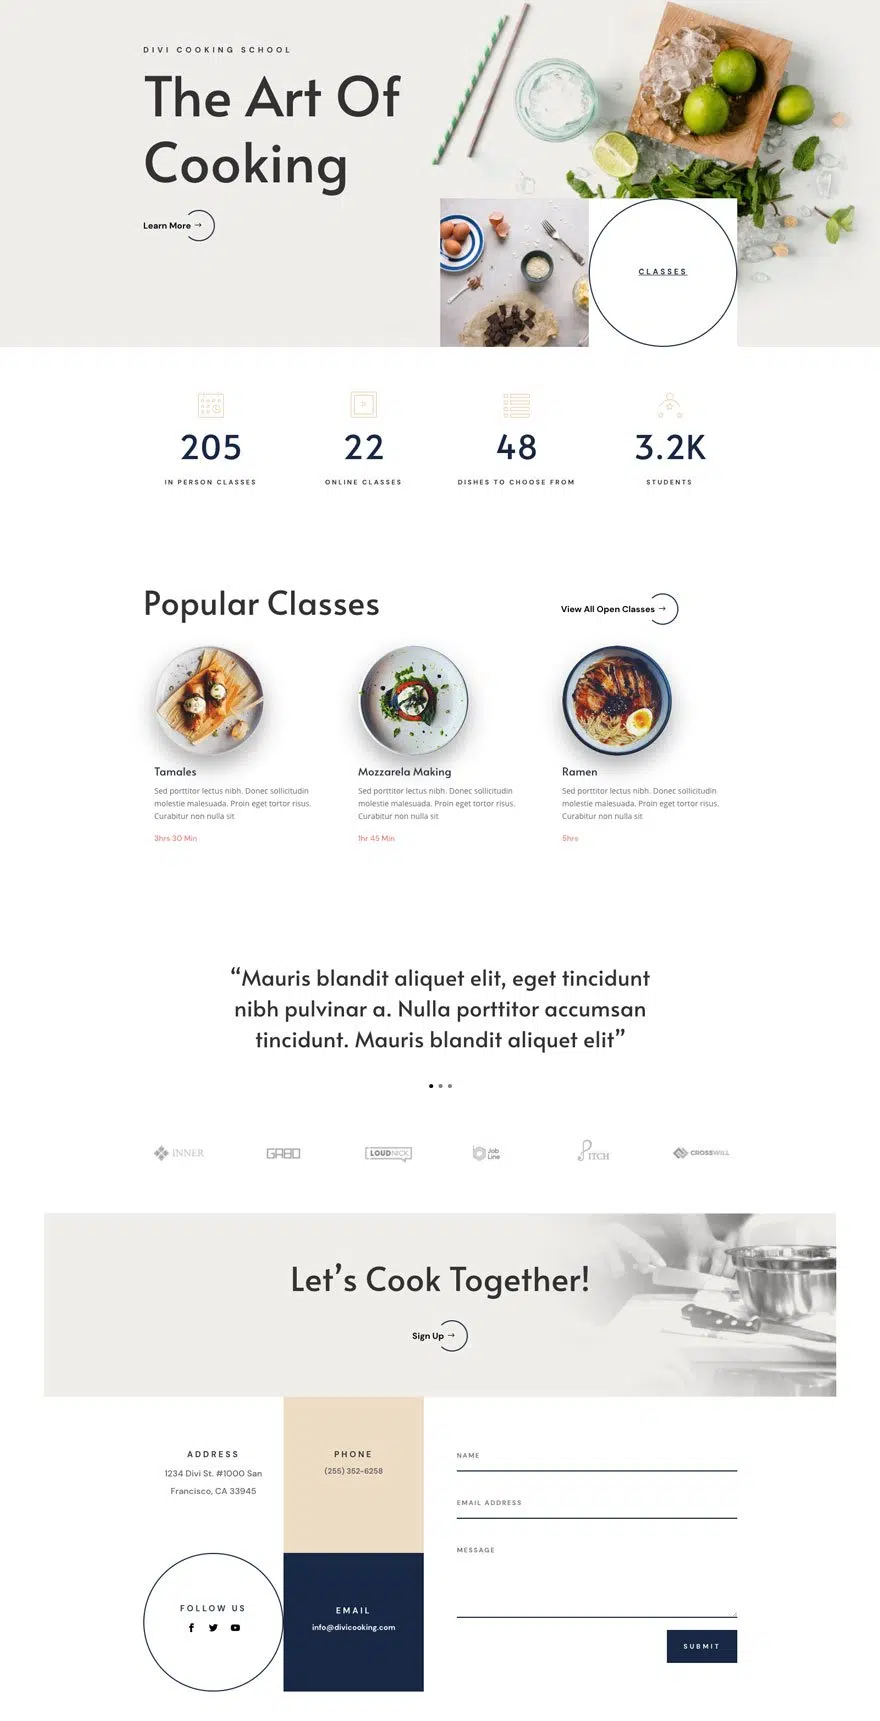 DIVI COOKING SCHOOL
The Art Of
Cooking
Learn More →
CLASSES
205
IN PERSON CLASSES
22
ONLINE CLASSES
48
DISHES TO CHOOSE FROM
3.2K
STUDENTS
Popular Classes
View All Open Classes →
Tamales
Sed porttitor lectus nibh. Donec sollicitudin
molestie malesuada. Proin eget tortor risus.
Curabitur non nulla sit
3hrs 30 Min
Mozzarela Making
Sed porttitor lectus nibh. Donec sollicitudin
molestie malesuada. Proin eget tortor risus.
Curabitur non nulla sit
1hr 45 Min
Ramen
Sed porttitor lectus nibh. Donec sollicitudin
molestie malesuada. Proin eget tortor risus.
Curabitur non nulla sit
5hrs
“Mauris blandit aliquet elit, eget tincidunt
nibh pulvinar a. Nulla porttitor accumsan
tincidunt. Mauris blandit aliquet elit”
INNER
GABO
LOUDNICK
Job
Line
PITCH
CROSSWILL
Let’s Cook Together!
Sign Up →
ADDRESS
1234 Divi St. #1000 San
Francisco, CA 33945
PHONE
(255) 352-6258
FOLLOW US
EMAIL
info@divicooking.com
NAME
EMAIL ADDRESS
MESSAGE
SUBMIT